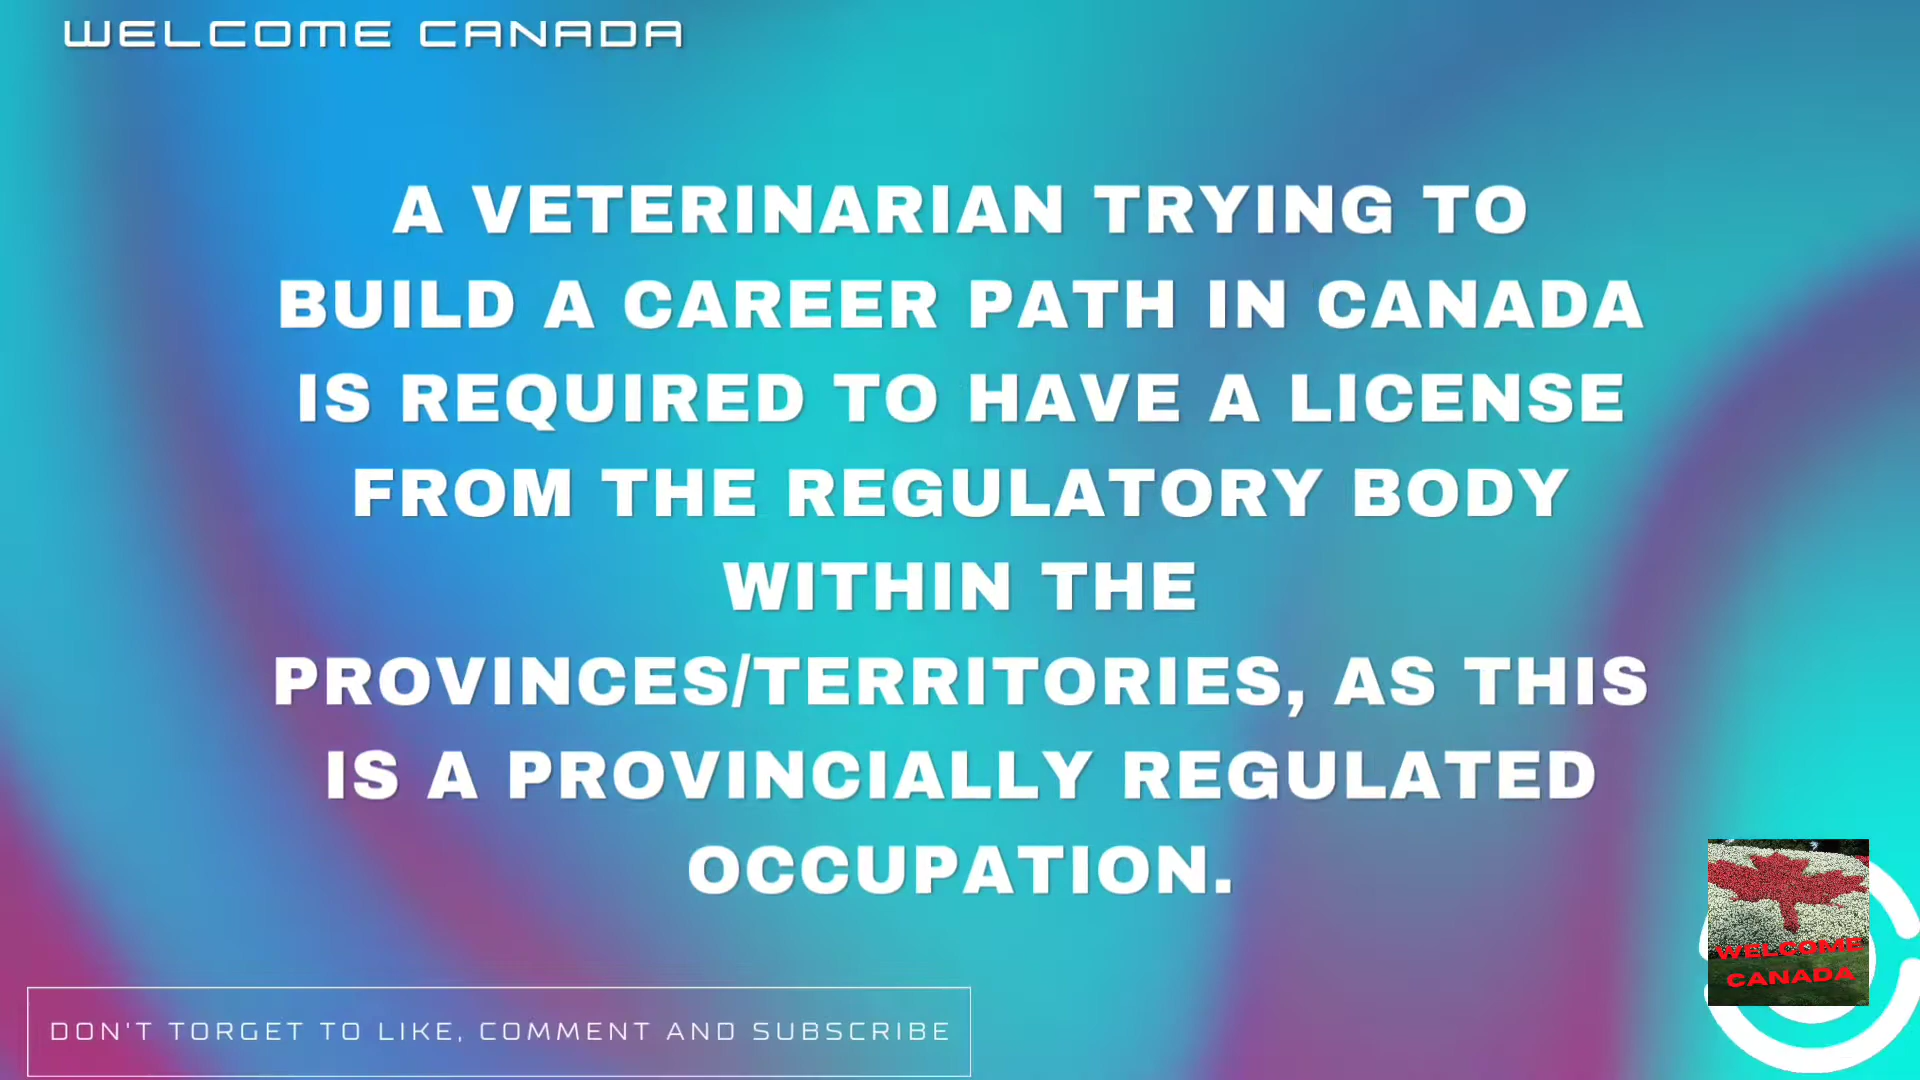 WELCOME CANADA
A VETERINARIAN TRYING TO
BUILD A CAREER PATH IN CANADA
IS REQUIRED TO HAVE A LICENSE
FROM THE REGULATORY BODY
WITHIN THE
PROVINCES/TERRITORIES, AS THIS
IS A PROVINCIALLY REGULATED
OCCUPATION.
WELCOME
CANADA
DON'T TORGET TO LIKE, COMMENT AND SUBSCRIBE